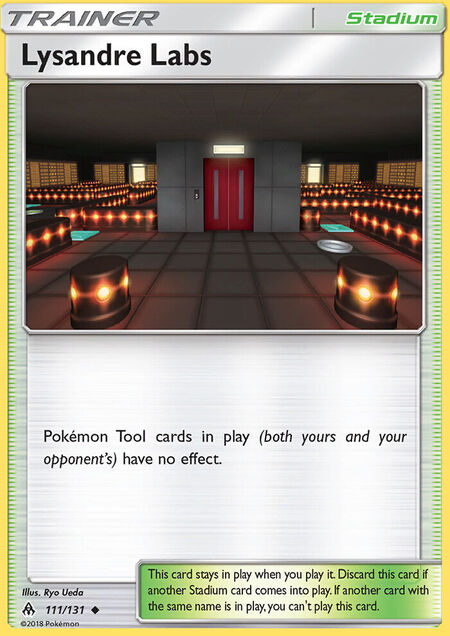 TRAINER
Stadium
Lysandre Labs
Pokémon Tool cards in play (both yours and your
opponent's) have no effect.
Illus. Ryo Ueda
111/131
©2018 Pokémon
This card stays in play when you play it. Discard this card if
another Stadium card comes into play. If another card with
the same name is in play, you can't play this card.